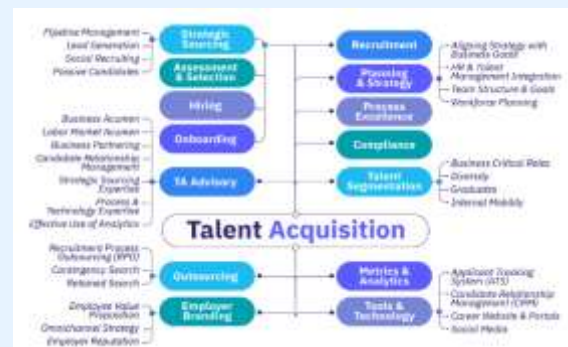 Pipeline Management
Lead Generation
Social Recruiting
Passive Candidates
Strategic
Sourcing
Assessment
& Selection
Hiring
Onboarding
Business Acumen
Labor Market Acumen
Business Partnering
Candidate Relationship
Management
Strategic Sourcing
Expertise
Process &
Technology Expertise
Effective Use of Analytics
TA Advisory
Recruitment
Planning
& Strategy
Process
Excellence
Compliance
Talent
Segmentation
Aligning Strategy with
Business Goals
HR & Talent
Management Integration
Team Structure & Goals
Workforce Planning
Business Critical Roles
Diversity
Graduates
Internal Mobility
Talent Acquisition
Recruitment Process
Outsourcing (RPO)
Contingency Search
Retained Search
Outsourcing
Employee Value
Proposition
Omnichannel Strategy
Employer Reputation
Employer
Branding
Metrics &
Analytics
Tools &
Technology
Applicant Tracking
System (ATS)
Candidate Relationship
Management (CRM)
Career Website & Portals
Social Media